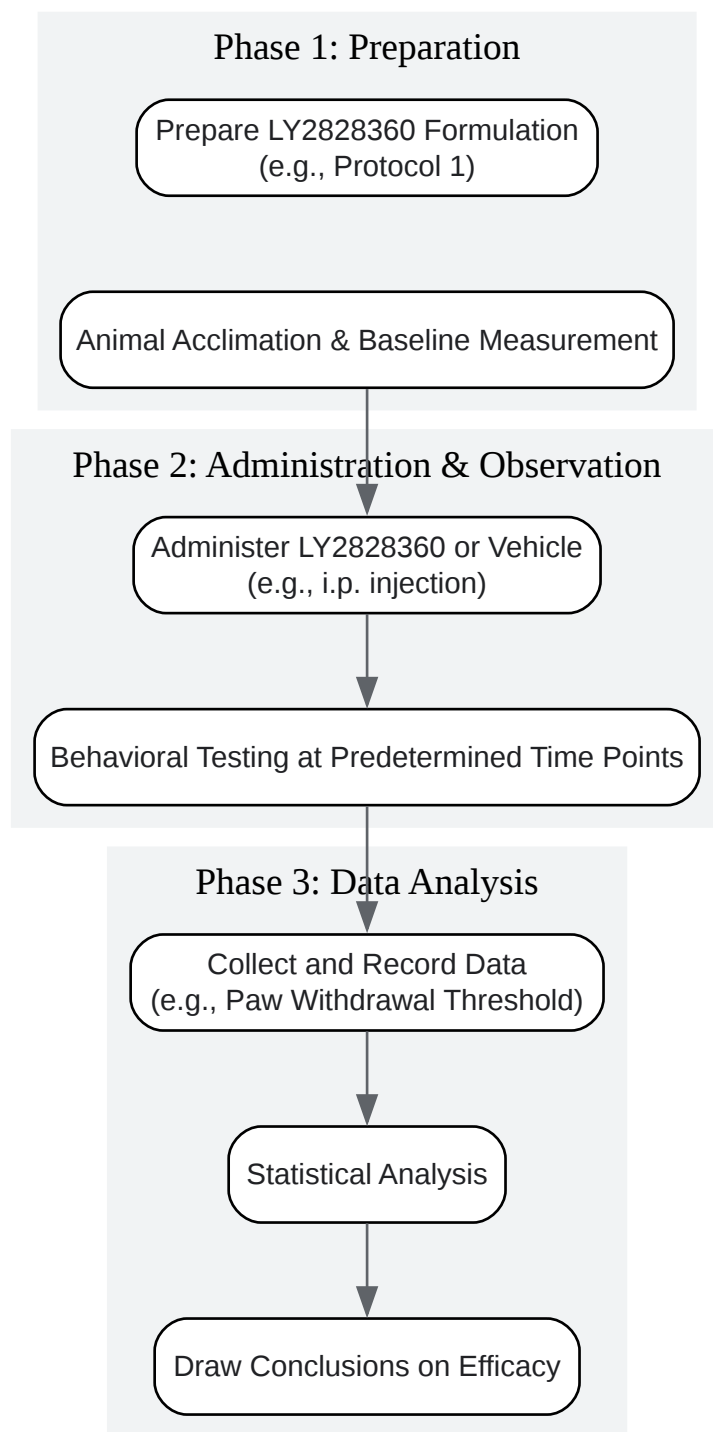 Phase 1: Preparation
Prepare LY2828360 Formulation
(e.g., Protocol 1)
Animal Acclimation & Baseline Measurement
Phase 2: Administration & Observation
Administer LY2828360 or Vehicle
(e.g., i.p. injection)
Behavioral Testing at Predetermined Time Points
Phase 3: Data Analysis
Collect and Record Data
(e.g., Paw Withdrawal Threshold)
Statistical Analysis
Draw Conclusions on Efficacy